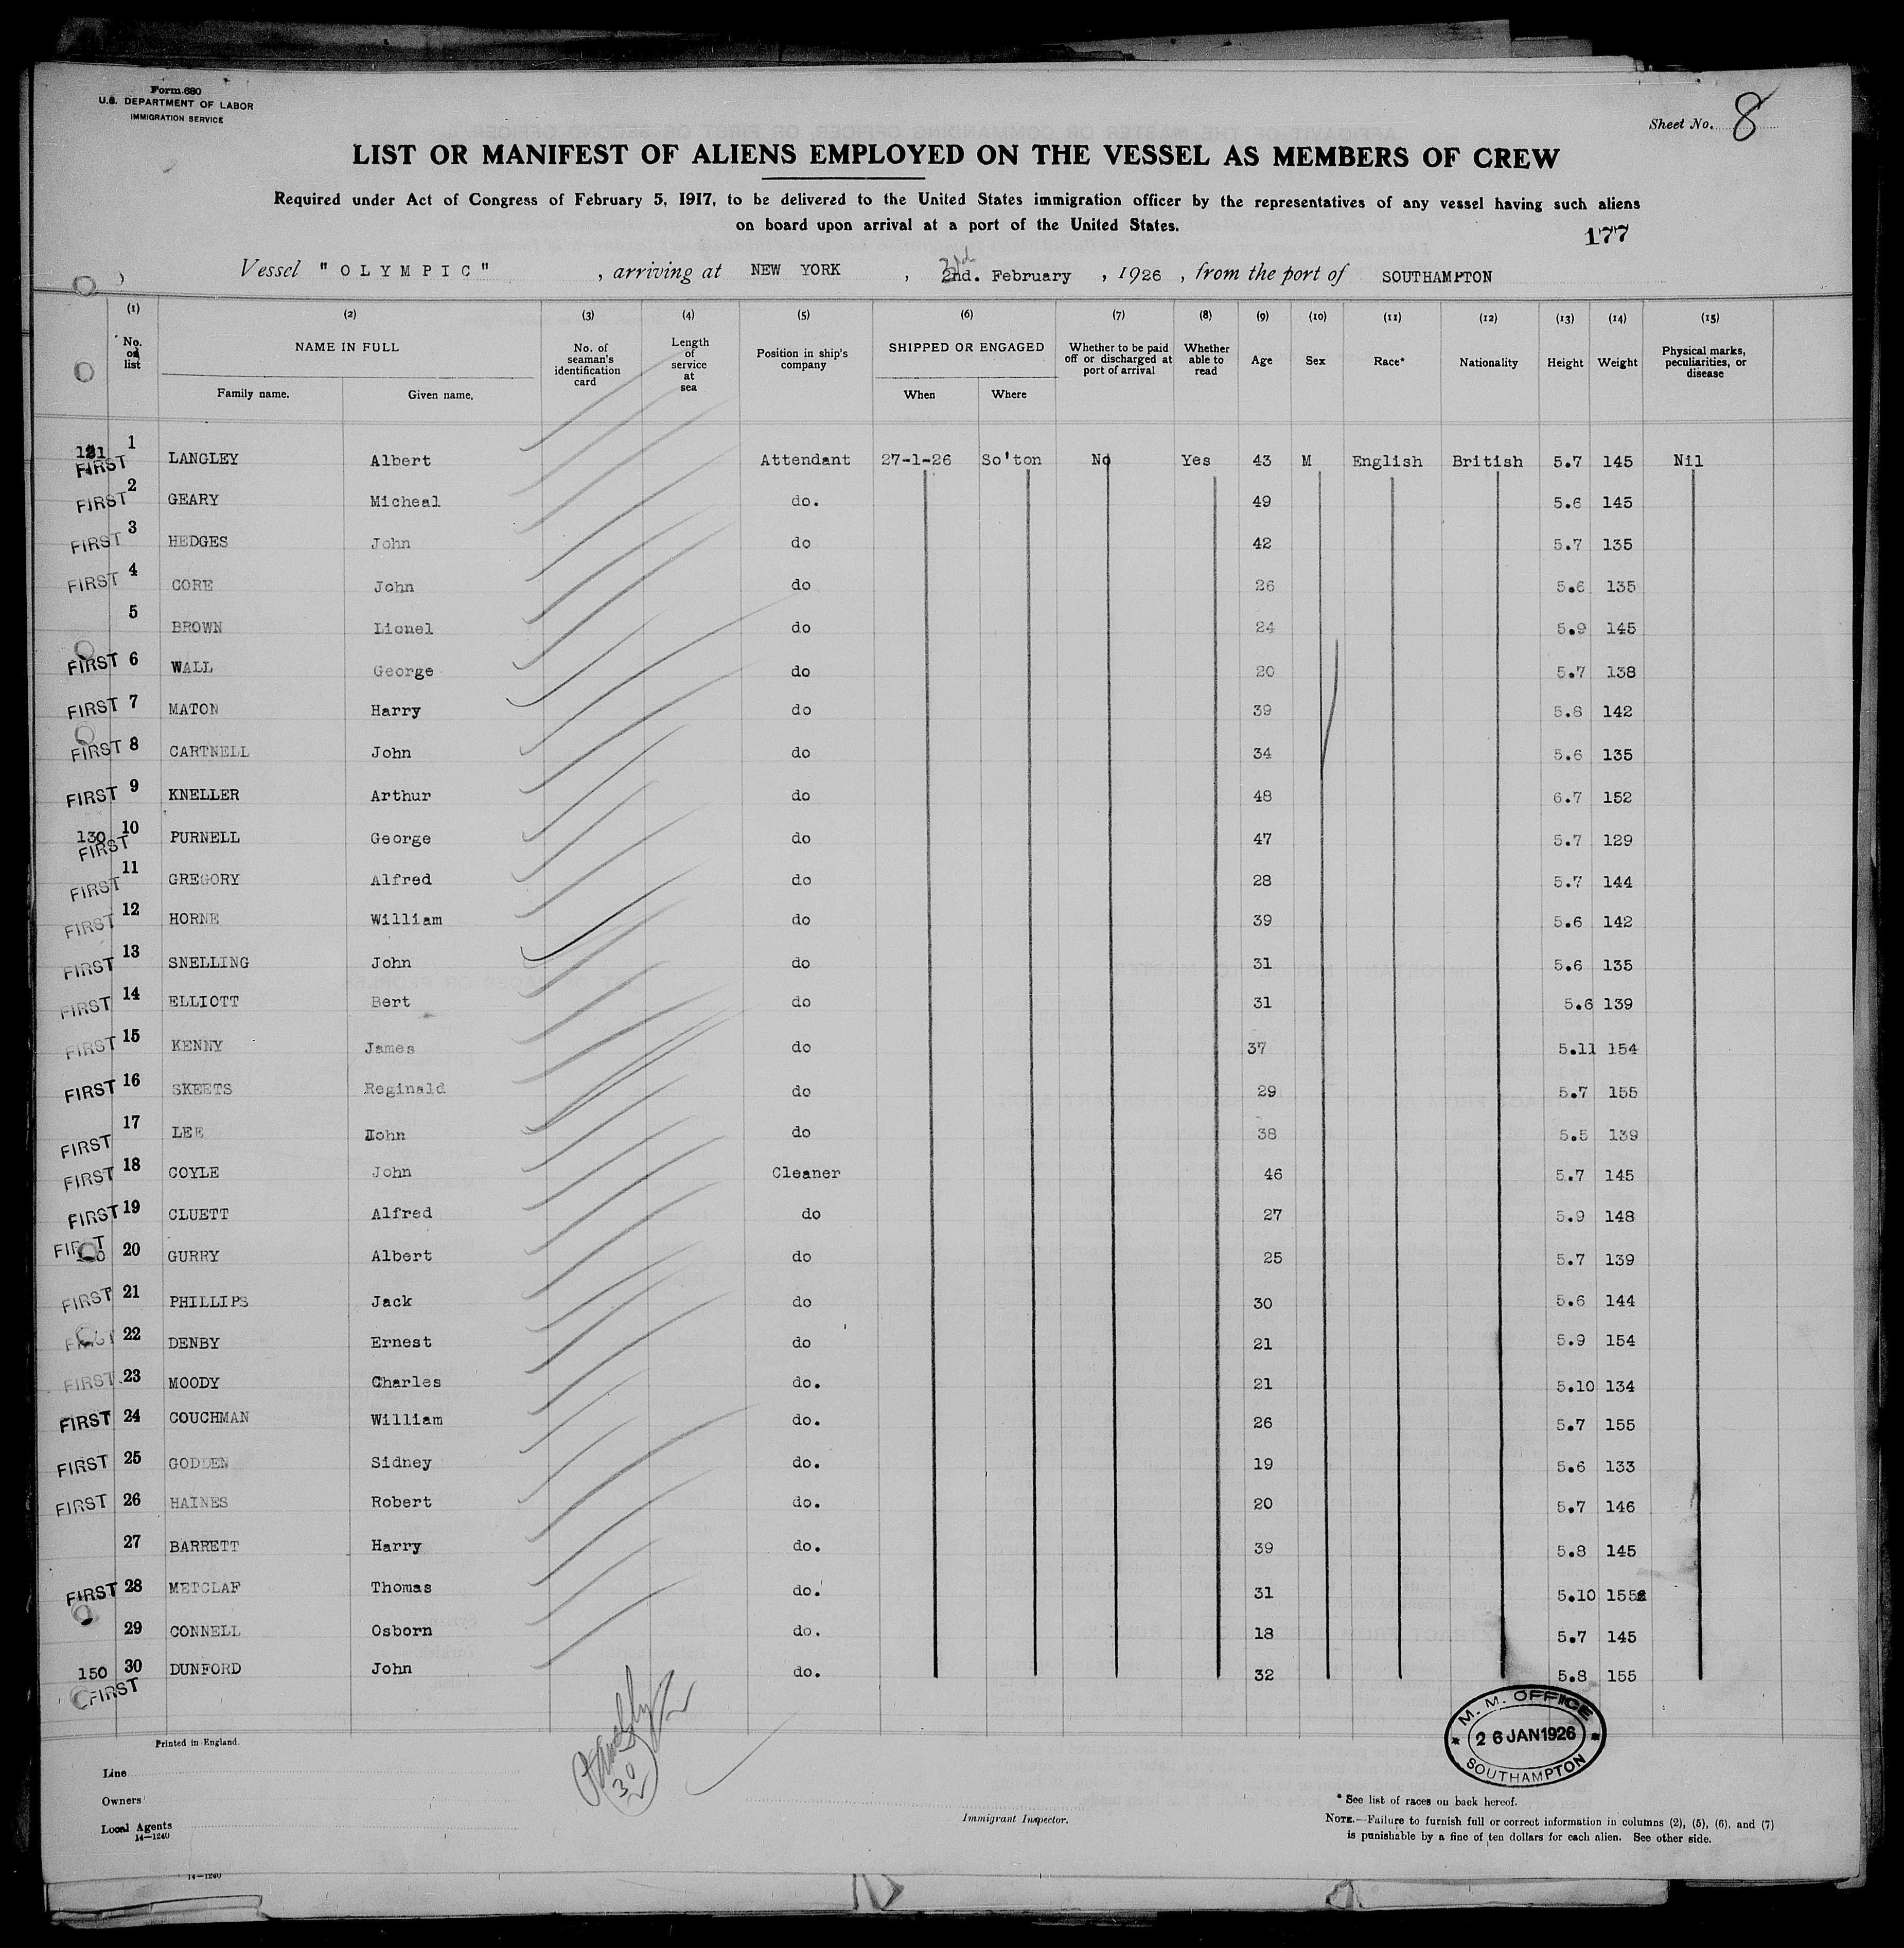 Form 680
U.S. DEPARTMENT OF LABOR
IMMIGRATION SERVICE
Sheet No. 8
LIST OR MANIFEST OF ALIENS EMPLOYED ON THE VESSEL AS MEMBERS OF CREW
Required under Act of Congress of February 5, 1917, to be delivered to the United States immigration officer by the representatives of any vessel having such aliens
on board upon arrival at a port of the United States.
177
Vessel "OLYMPIC", arriving at NEW YORK, 2nd. 3rd February, 1926, from the port of SOUTHAMPTON
(1) (2) (3) (4) (5) (6) (7) (8) (9) (10) (11) (12) (13) (14) (15)
No. on list NAME IN FULL Family name. Given name. No. of seaman's identification card Length of service at sea Position in ship's company SHIPPED OR ENGAGED When Where Whether to be paid off or discharged at port of arrival Whether able to read Age Sex Race* Nationality Height Weight Physical marks, peculiarities, or disease
121 FIRST 1 LANGLEY Albert Attendant 27-1-26 So'ton No Yes 43 M English British 5.7 145 Nil
FIRST 2 GEARY Micheal do. 49 5.6 145
FIRST 3 HEDGES John do 42 5.7 135
FIRST 4 CORE John do 26 5.6 135
5 BROWN Lionel do 24 5.9 145
FIRST 6 WALL George do 20 5.7 138
FIRST 7 MATON Harry do 39 5.8 142
FIRST 8 CARTNELL John do 34 5.6 135
FIRST 9 KNELLER Arthur do 48 6.7 152
130 FIRST 10 PURNELL George do 47 5.7 129
FIRST 11 GREGORY Alfred do 28 5.7 144
FIRST 12 HORNE William do 39 5.6 142
FIRST 13 SNELLING John do 31 5.6 135
FIRST 14 ELLIOTT Bert do 31 5.6 139
FIRST 15 KENNY James do 37 5.11 154
FIRST 16 SKEETS Reginald do 29 5.7 155
FIRST 17 LEE John do 38 5.5 139
FIRST 18 COYLE John Cleaner 46 5.7 145
FIRST 19 CLUETT Alfred do 27 5.9 148
FIRST 20 GURRY Albert do 25 5.7 139
FIRST 21 PHILLIPS Jack do 30 5.6 144
FIRST 22 DENBY Ernest do 21 5.9 154
FIRST 23 MOODY Charles do. 21 5.10 134
FIRST 24 COUCHMAN William do. 26 5.7 155
FIRST 25 GODDEN Sidney do. 19 5.6 133
FIRST 26 HAINES Robert do. 20 5.7 146
27 BARRETT Harry do. 39 5.8 145
FIRST 28 METCLAF Thomas do. 31 5.10 155
29 CONNELL Osborn do. 18 5.7 145
150 FIRST 30 DUNFORD John do. 32 5.8 155
30
M. M. OFFICE
26 JAN 1926
SOUTHAMPTON
Printed in England.
Line
Owners
Local Agents
14—1240
Immigrant Inspector.
* See list of races on back hereof.
NOTE.—Failure to furnish full or correct information in columns (2), (5), (6), and (7)
is punishable by a fine of ten dollars for each alien. See other side.
14—1240